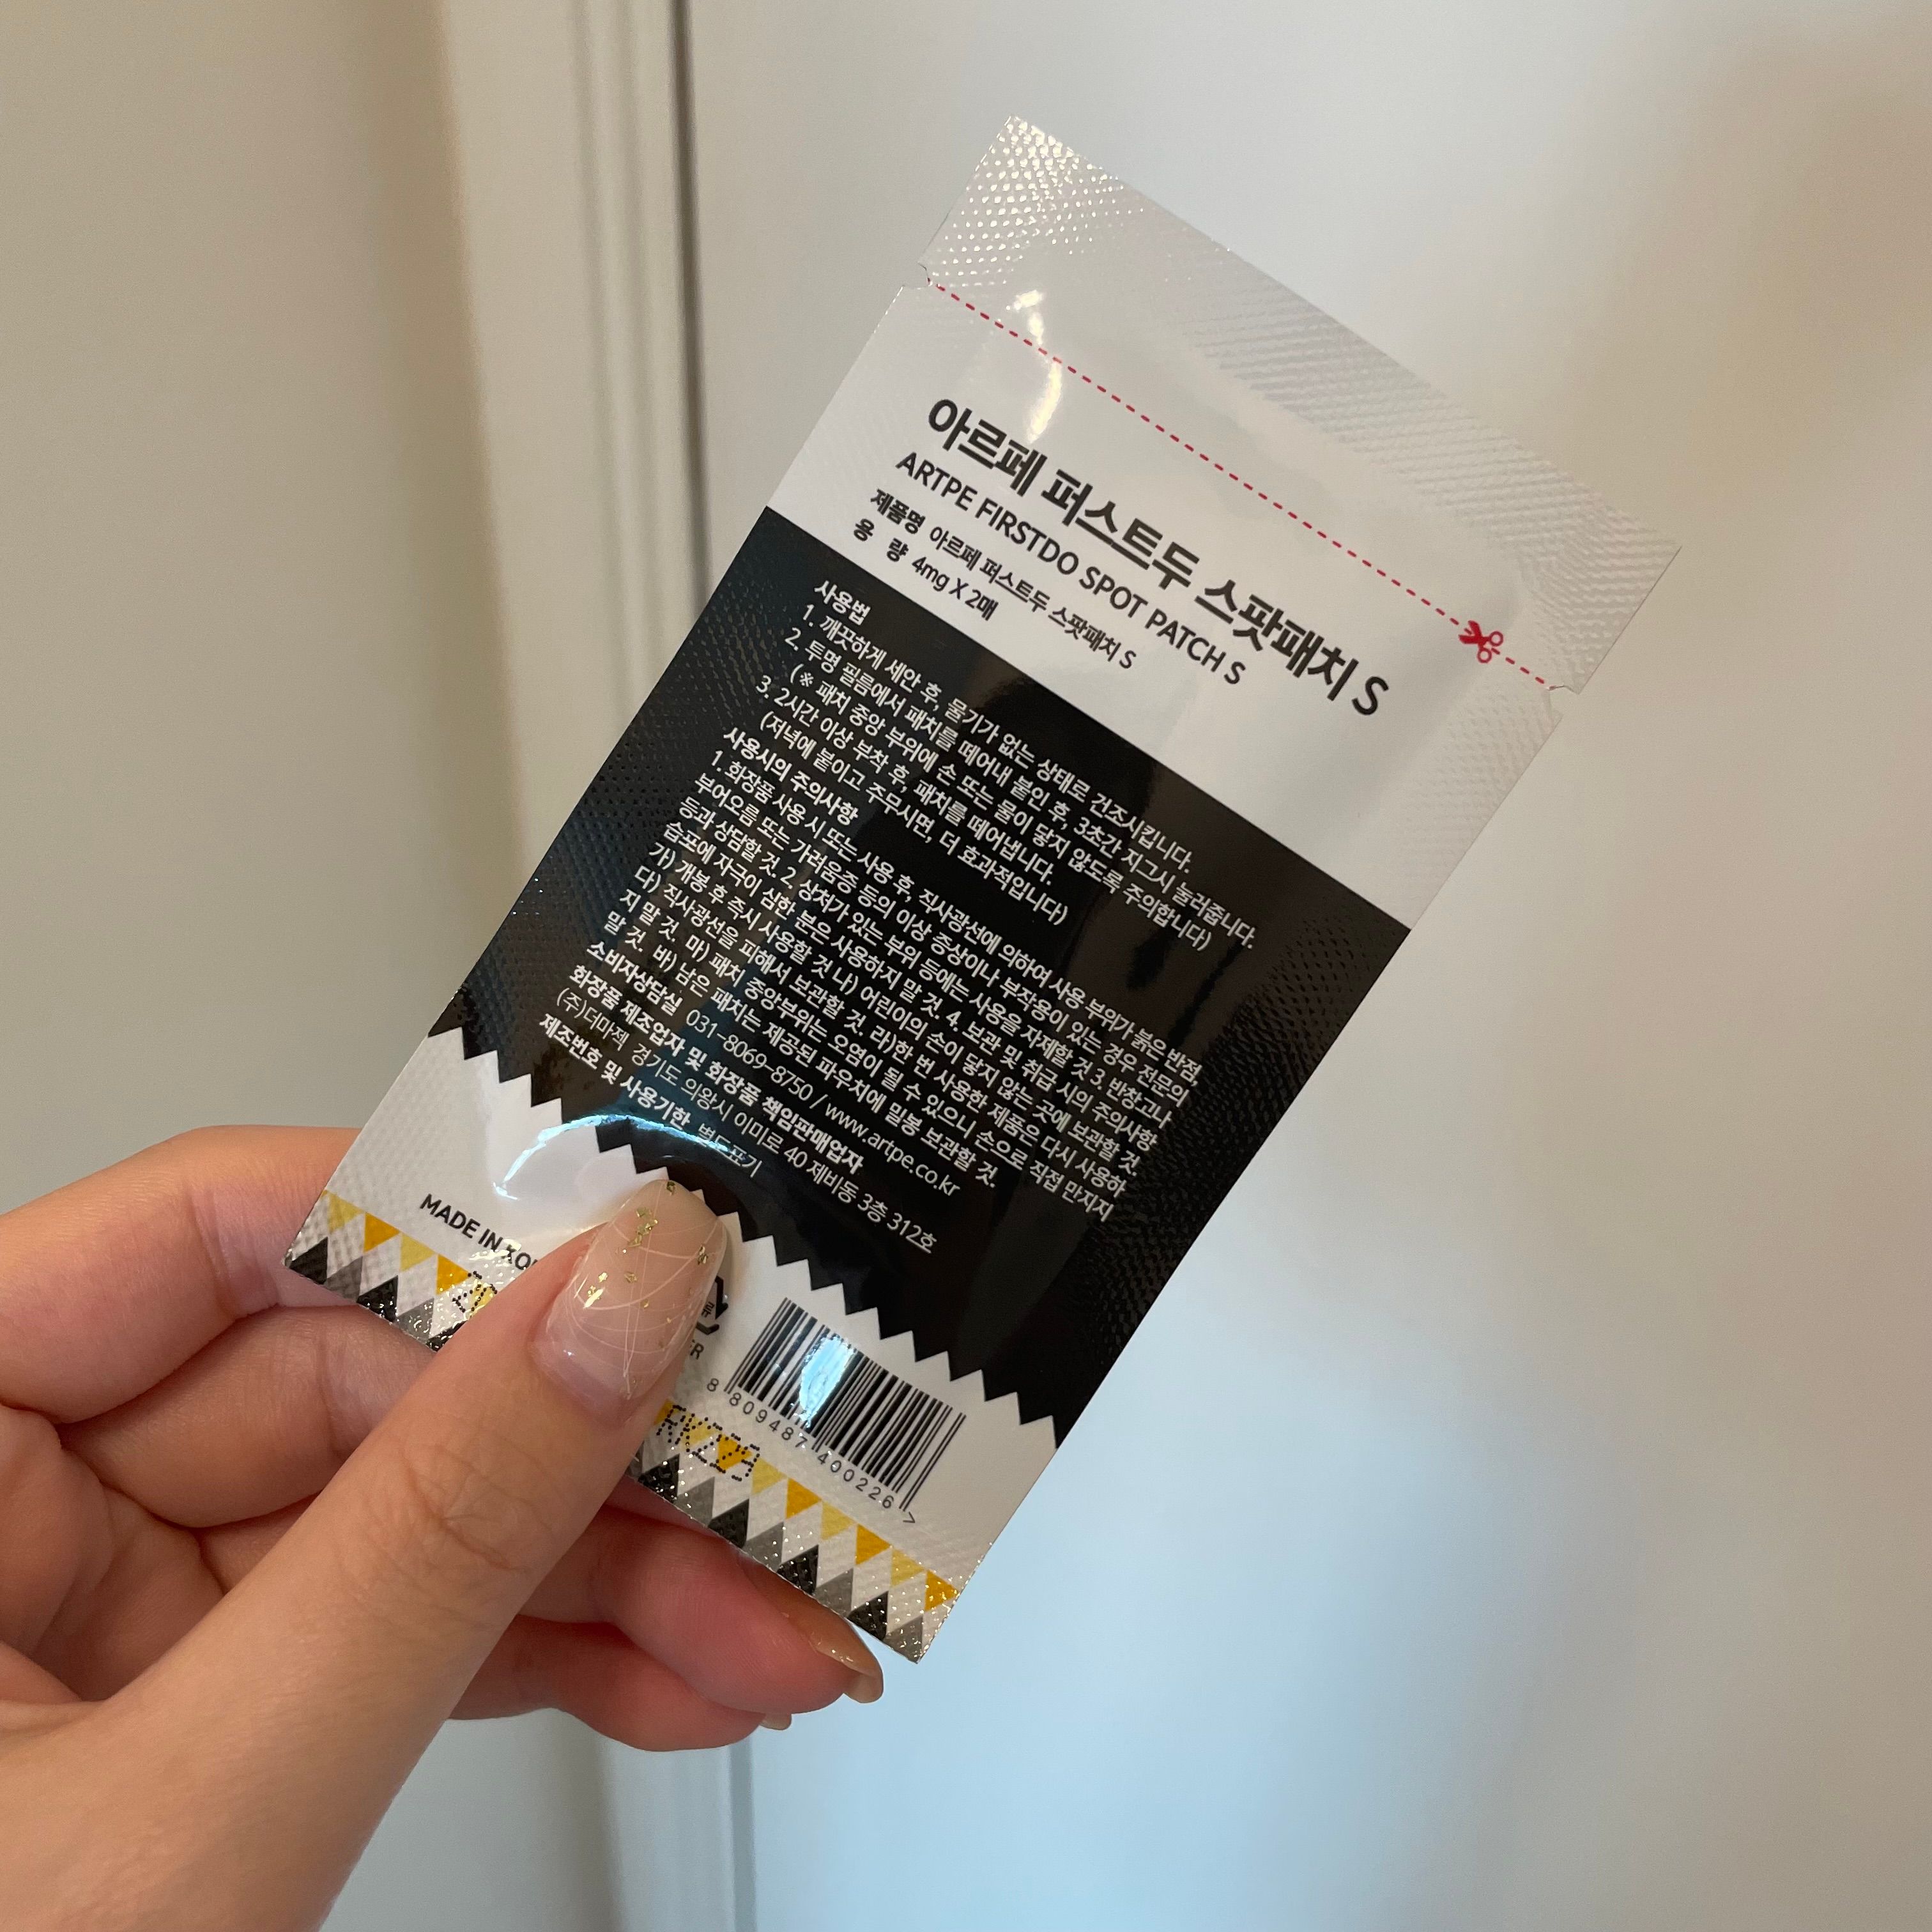 아르페 퍼스트두 스팟패치 S
ARTPE FIRSTDO SPOT PATCH S
제품명 아르페 퍼스트두 스팟패치 S
용 량 4mg X 2매
사용법
1. 깨끗하게 세안 후, 물기가 없는 상태로 건조시킵니다.
2. 투명 필름에서 패치를 떼어내 붙인 후, 3초간 지그시 눌러줍니다.
(※ 패치 중앙 부위에 손 또는 물이 닿지 않도록 주의합니다)
3. 2시간 이상 부착 후, 패치를 떼어냅니다.
(저녁에 붙이고 주무시면, 더 효과적입니다)
사용시의 주의사항
1. 화장품 사용 시 또는 사용 후, 직사광선에 의하여 사용 부위가 붉은 반점,
부어오름 또는 가려움증 등의 이상 증상이나 부작용이 있는 경우 전문의
등과 상담할 것. 2. 상처가 있는 부위 등에는 사용을 자제할 것 3. 반창고나
습포에 자극이 심한 분은 사용하지 말 것. 4. 보관 및 취급 시의 주의사항
가) 개봉 후 즉시 사용할 것 나) 어린이의 손이 닿지 않는 곳에 보관할 것.
다) 직사광선을 피해서 보관할 것. 라)한 번 사용한 제품은 다시 사용하
지 말 것. 마) 패치 중앙부위는 오염이 될 수 있으니 손으로 직접 만지지
말 것. 바) 남은 패치는 제공된 파우치에 밀봉 보관할 것.
소비자상담실 031-8069-8750 / www.artpe.co.kr
화장품 제조업자 및 화장품 책임판매업자
(주)더마젝 경기도 의왕시 이미로 40 제비동 3층 312호
제조번호 및 사용기한 별도표기
MADE IN
8 809487 400226 >